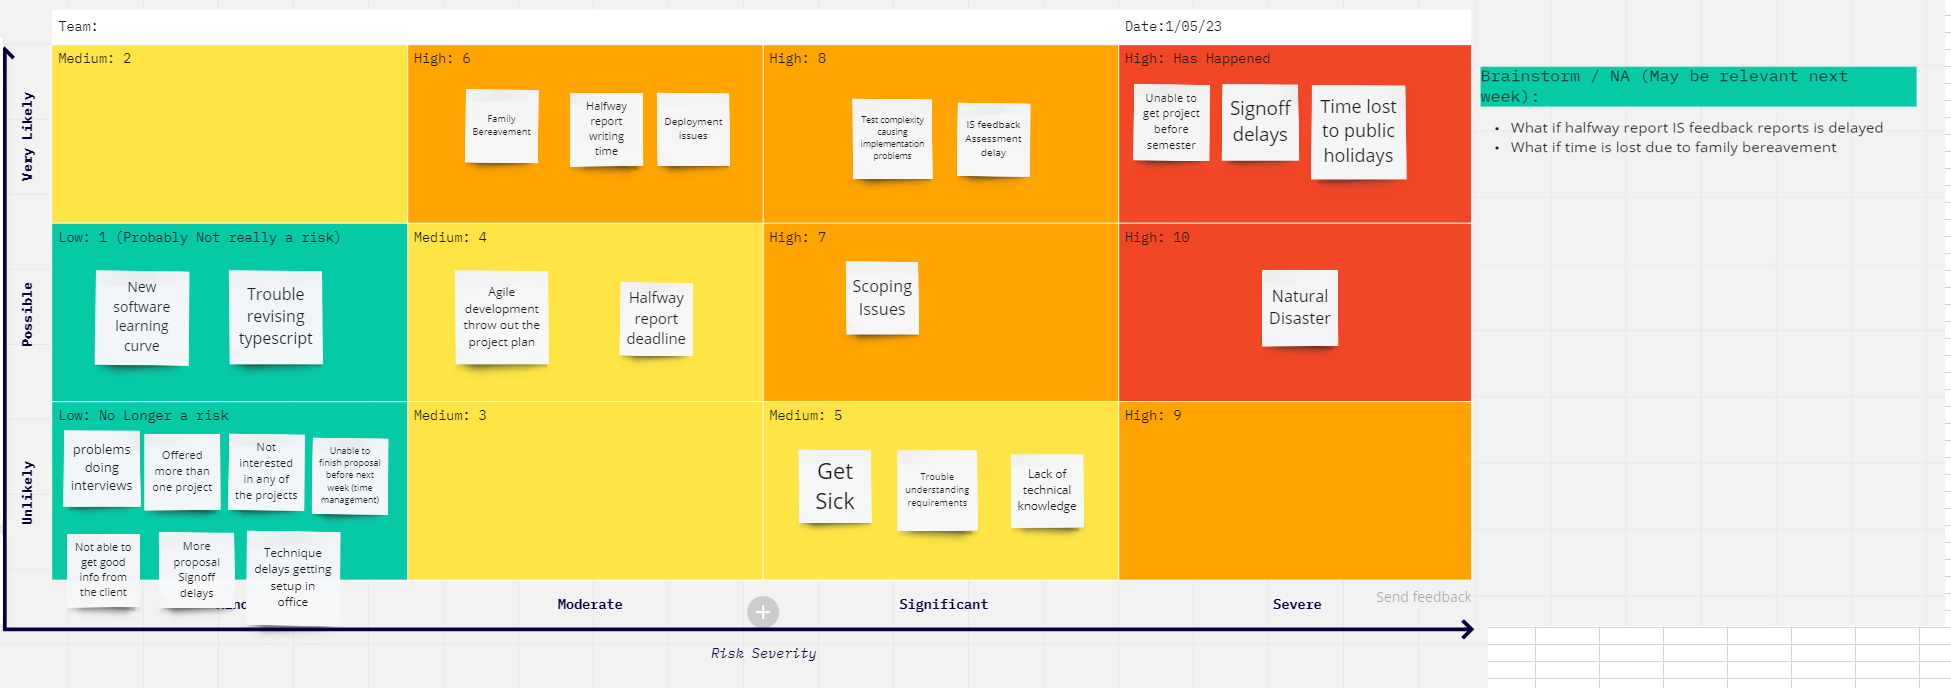 Team:
Date:1/05/23
Very Likely
Medium: 2
High: 6
Family
Bereavement
Halfway
report
writing
time
Deployment
issues
High: 8
Test complexity
causing
implementation
problems
IS feedback
Assessment
delay
High: Has Happened
Unable to
get project
before
semester
Signoff
delays
Time lost
to public
holidays
Brainstorm / NA (May be relevant next
week):
• What if halfway report IS feedback reports is delayed
• What if time is lost due to family bereavement
Possible
Low: 1 (Probably Not really a risk)
New
software
learning
curve
Trouble
revising
typescript
Medium: 4
Agile
development
throw out the
project plan
Halfway
report
deadline
High: 7
Scoping
Issues
High: 10
Natural
Disaster
Unlikely
Low: No Longer a risk
problems
doing
interviews
Offered
more than
one project
Not
interested
in any of
the projects
Unable to
finish proposal
before next
week (time
management)
Not able to
get good
info from
the client
More
proposal
Signoff
delays
Technique
delays getting
setup in
office
Medium: 3
Medium: 5
Get
Sick
Trouble
understanding
requirements
Lack of
technical
knowledge
High: 9
Moderate
Significant
Severe
Send feedback
Risk Severity